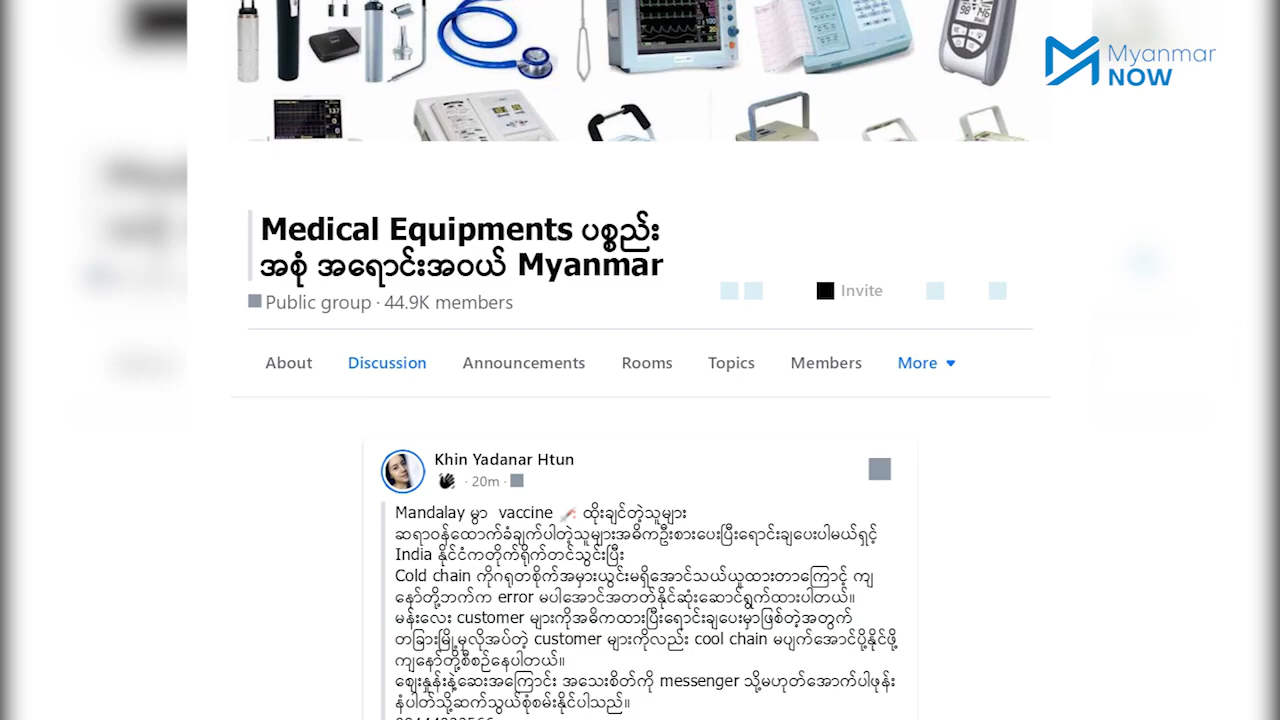 Myanmar
NOW
Medical Equipments ပစ္စည်း
အစုံ အရောင်းအဝယ် Myanmar
Public group · 44.9K members
Invite
About Discussion Announcements Rooms Topics Members More
Khin Yadanar Htun
· 20m ·
Mandalay မွာ vaccine 💉 ထိုးချင်တဲ့သူများ
ဆရာဝန်ထောက်ခံချက်ပါတဲ့သူများအဓိကဦးစားပေးပြီးရောင်းချပေးပါမယ်ရှင့်
India နိုင်ငံကတိုက်ရိုက်တင်သွင်းပြီး
Cold chain ကိုဂရုတစိုက်အမှားယွင်းမရှိအောင်သယ်ယူထားတာကြောင့် ကျ
နော်တို့ဘက်က error မပါအောင်အတတ်နိုင်ဆုံးဆောင်ရွက်ထားပါတယ်။
မန်းလေး customer များကိုအဓိကထားပြီးရောင်းချပေးမှာဖြစ်တဲ့အတွက်
တခြားမြို့မှလိုအပ်တဲ့ customer များကိုလည်း cool chain မပျက်အောင်ပို့နိုင်ဖို့
ကျနော်တို့စီစဉ်နေပါတယ်။
ဈေးနှုန်းနဲ့ဆေးအကြောင်း အသေးစိတ်ကို messenger သို့မဟုတ်အောက်ပါဖုန်း
နံပါတ်သို့ဆက်သွယ်စုံစမ်းနိုင်ပါသည်။